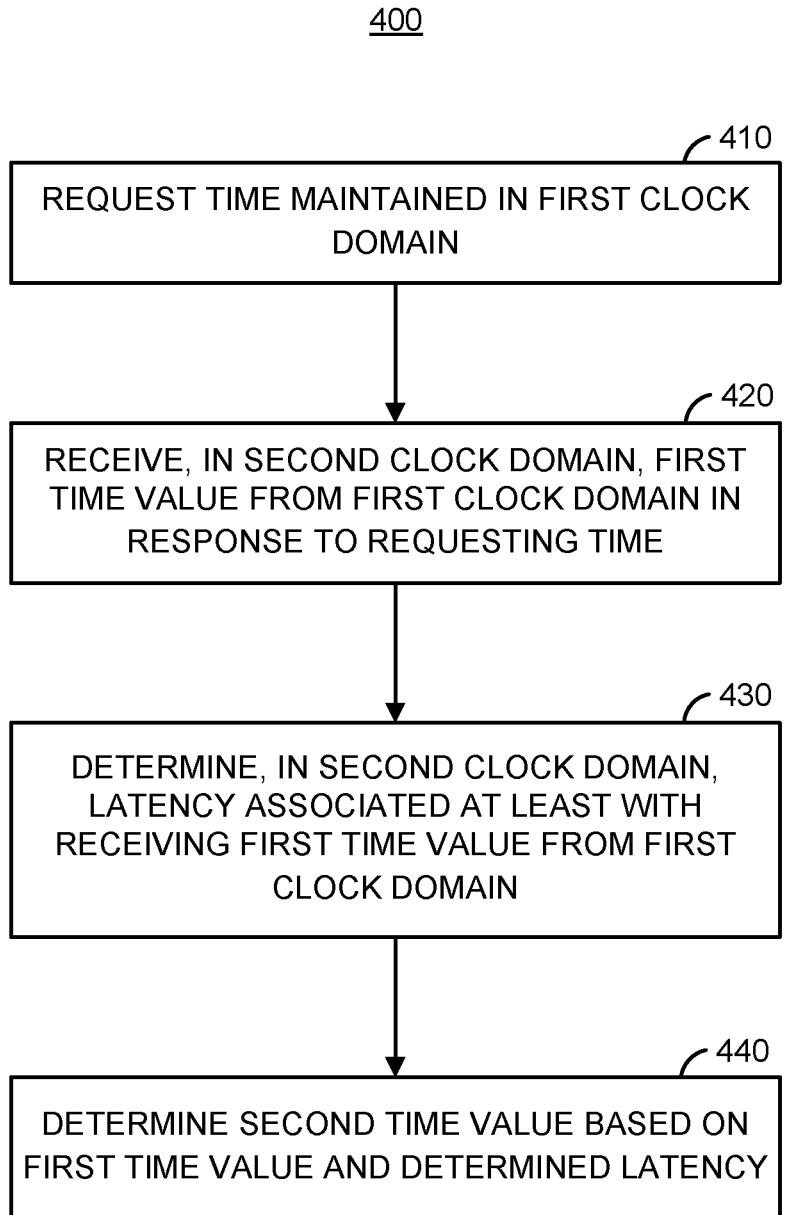 400
410
REQUEST TIME MAINTAINED IN FIRST CLOCK
DOMAIN
420
RECEIVE, IN SECOND CLOCK DOMAIN, FIRST
TIME VALUE FROM FIRST CLOCK DOMAIN IN
RESPONSE TO REQUESTING TIME
430
DETERMINE, IN SECOND CLOCK DOMAIN,
LATENCY ASSOCIATED AT LEAST WITH
RECEIVING FIRST TIME VALUE FROM FIRST
CLOCK DOMAIN
440
DETERMINE SECOND TIME VALUE BASED ON
FIRST TIME VALUE AND DETERMINED LATENCY